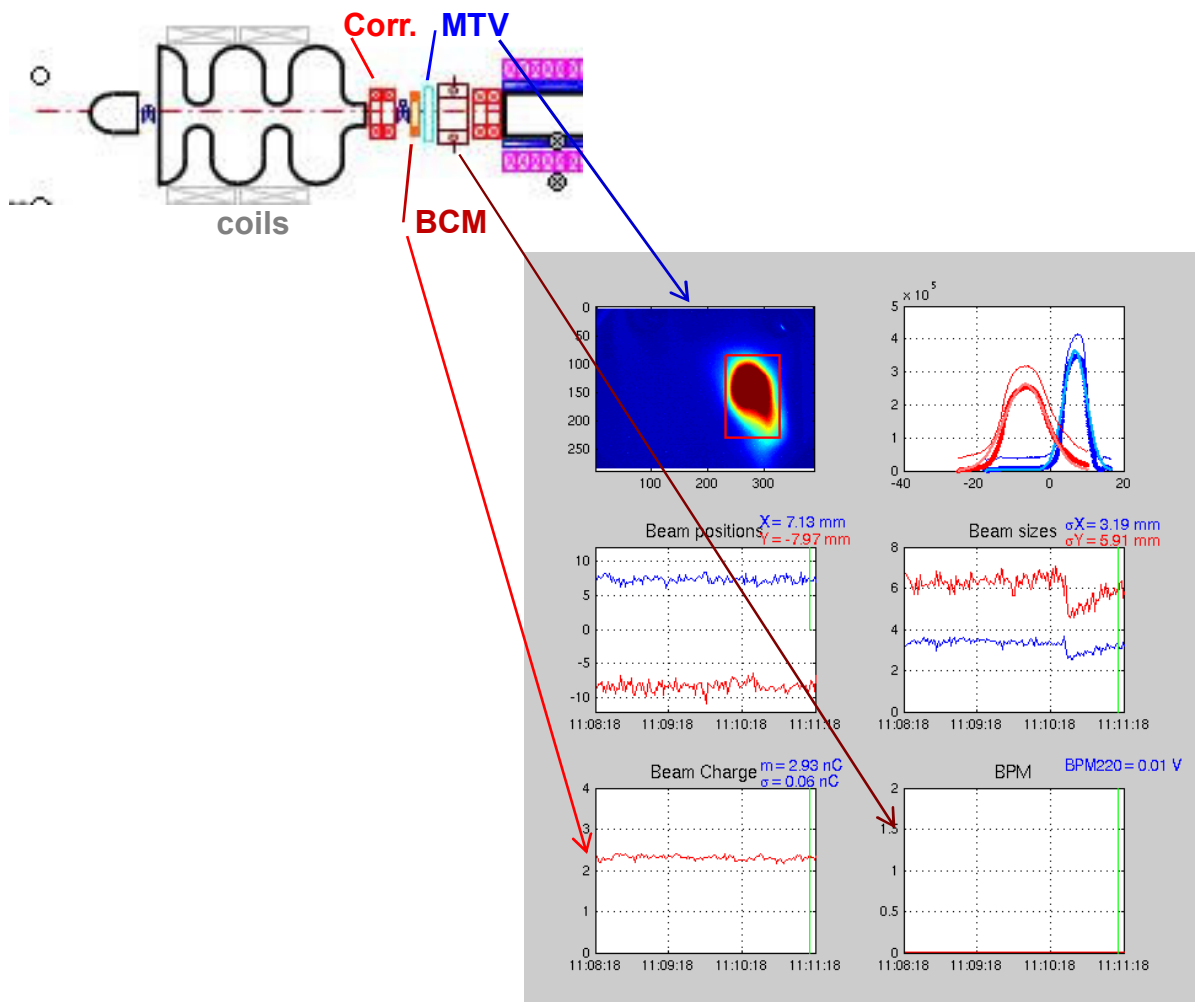 Corr. MTV
coils
BCM
0
50
100
150
200
250
100 200 300
× 10^5
5
4
3
2
1
0
-40 -20 0 20
Beam positions
X= 7.13 mm
Y= -7.97 mm
10
5
0
-5
-10
11:08:18 11:09:18 11:10:18 11:11:18
Beam sizes
σX= 3.19 mm
σY= 5.91 mm
8
6
4
2
0
11:08:18 11:09:18 11:10:18 11:11:18
Beam Charge
m= 2.93 nC
σ= 0.06 nC
4
3
2
1
0
11:08:18 11:09:18 11:10:18 11:11:18
BPM
BPM220= 0.01 V
2
1.5
1
0.5
0
11:08:18 11:09:18 11:10:18 11:11:18